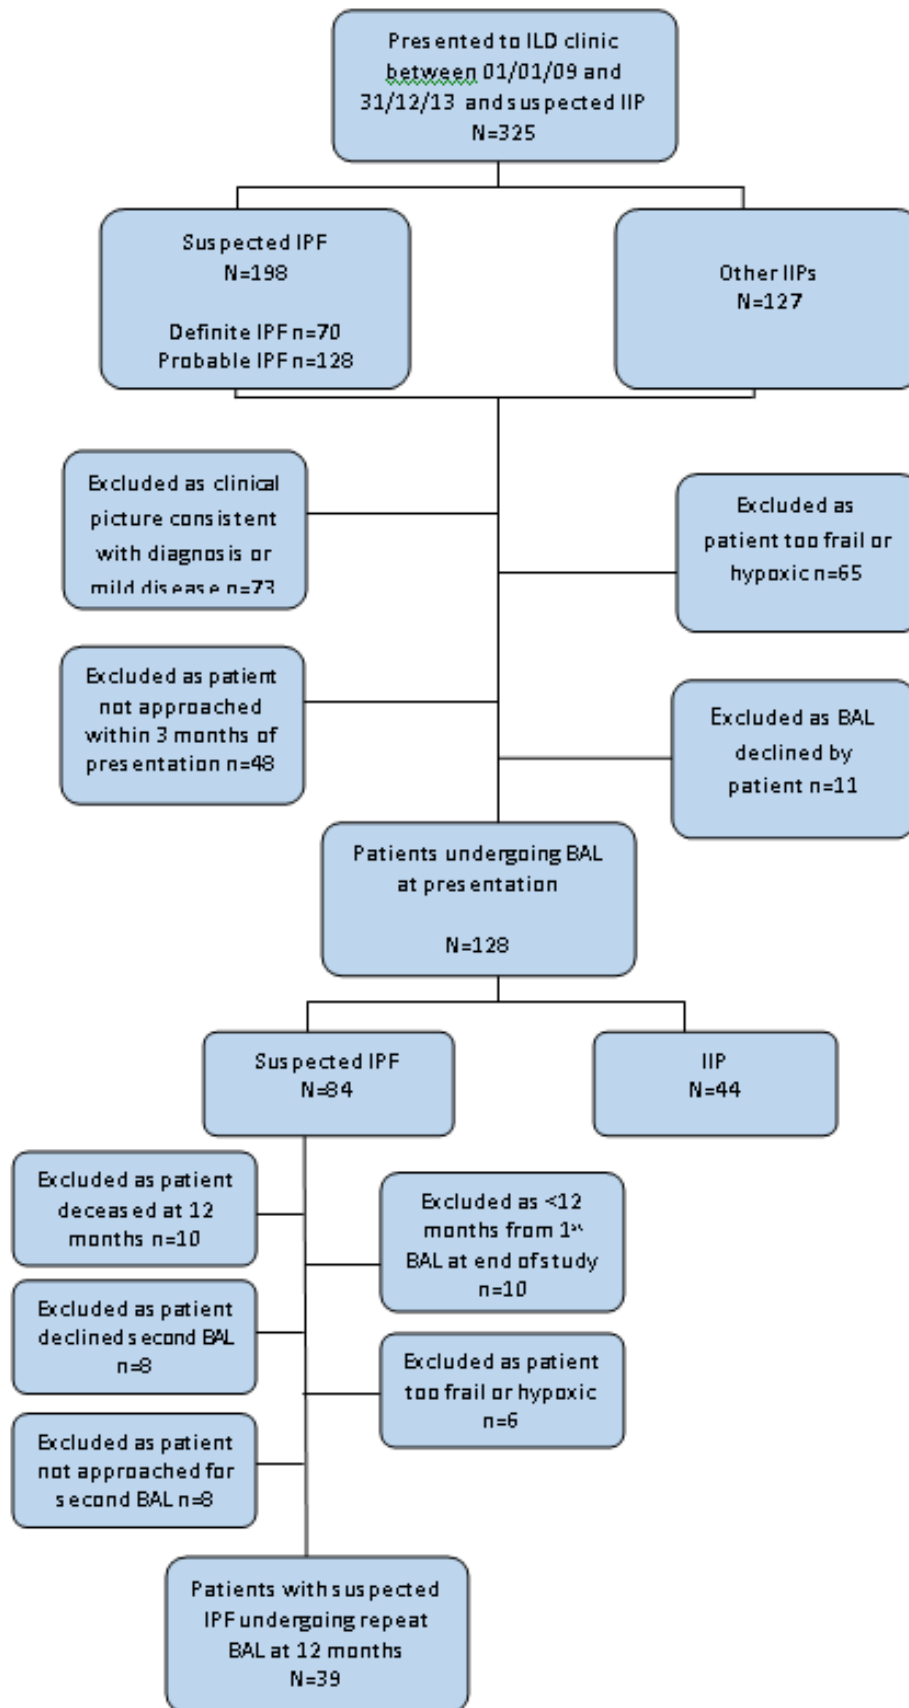 Presented to ILD clinic
between 01/01/09 and
31/12/13 and suspected IIP
N=325
Suspected IPF
N=198
Definite IPF n=70
Probable IPF n=128
Other IIPs
N=127
Excluded as clinical
picture consistent
with diagnosis or
mild disease n=73
Excluded as
patient too frail or
hypoxic n=65
Excluded as patient
not approached
within 3 months of
presentation n=48
Excluded as BAL
declined by
patient n=11
Patients undergoing BAL
at presentation
N=128
Suspected IPF
N=84
IIP
N=44
Excluded as patient
deceased at 12
months n=10
Excluded as <12
months from 1st
BAL at end of study
n=10
Excluded as patient
declined second BAL
n=8
Excluded as patient
too frail or hypoxic
n=6
Excluded as patient
not approached for
second BAL n=8
Patients with suspected
IPF undergoing repeat
BAL at 12 months
N=39